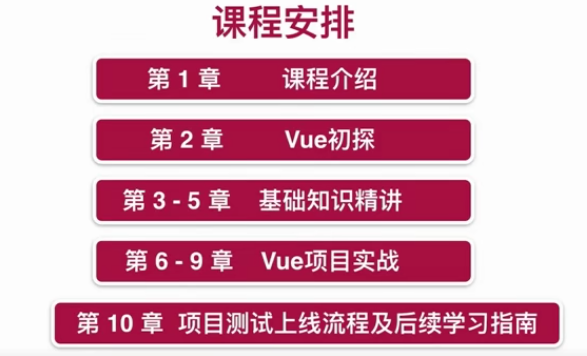 课程安排
第 1 章 课程介绍
第 2 章 Vue初探
第 3 - 5 章 基础知识精讲
第 6 - 9 章 Vue项目实战
第 10 章 项目测试上线流程及后续学习指南